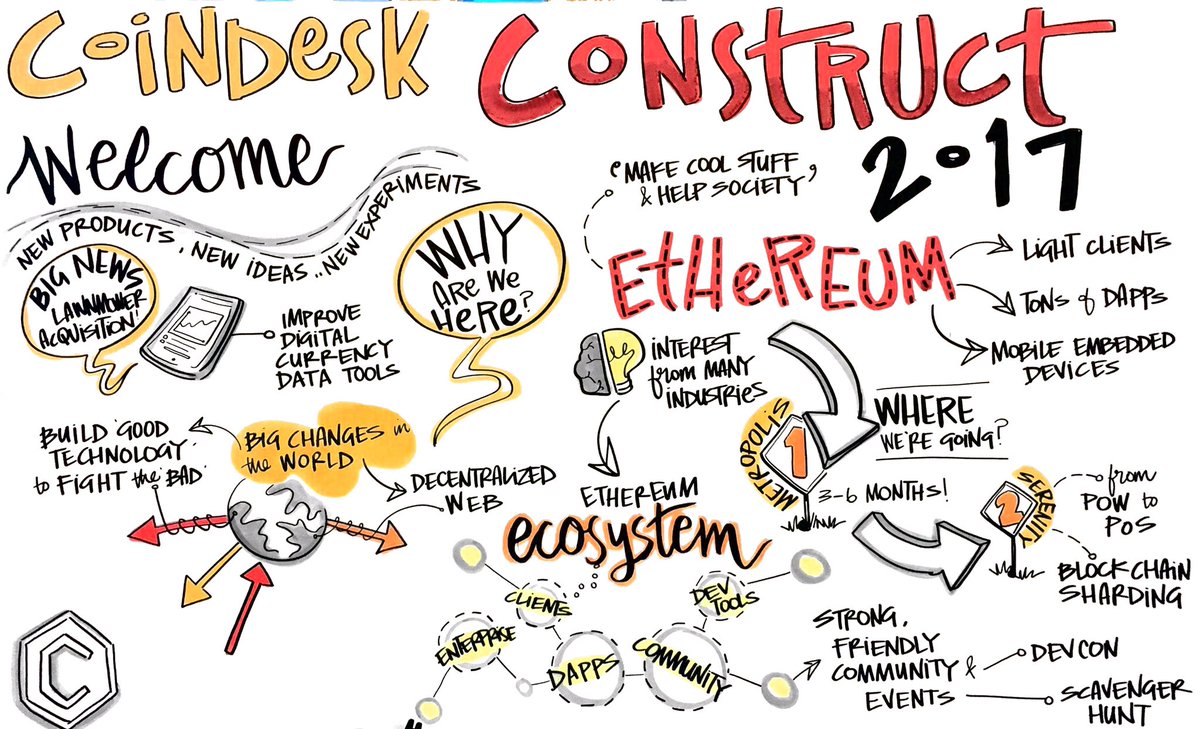 COINDESK CONSTRUCT
2017
Welcome
NEW PRODUCTS, NEW IDEAS.. NEW EXPERIMENTS
BIG NEWS
'LAWNMOWER
ACQUISITION'
IMPROVE
DIGITAL
CURRENCY
DATA TOOLS
WHY
ARE WE
HERE?
BUILD 'GOOD
TECHNOLOGY'
to FIGHT the 'BAD'
BIG CHANGES in
the WORLD
DECENTRALIZED
WEB
C
"MAKE COOL STUFF
& HELP SOCIETY"
ETHEREUM
LIGHT CLIENTS
TONS of DAPPS
MOBILE EMBEDDED
DEVICES
INTEREST
from MANY
INDUSTRIES
WHERE
WE'RE GOING?
METROPOLIS
1
3-6 MONTHS!
2
SERENITY
from
POW to
POS
BLOCKCHAIN
SHARDING
ETHEREUM
ecosystem
CLIENTS
DEV
TOOLS
ENTERPRISE
DAPPS
COMMUNITY
STRONG,
FRIENDLY
COMMUNITY &
EVENTS
DEVCON
SCAVENGER
HUNT